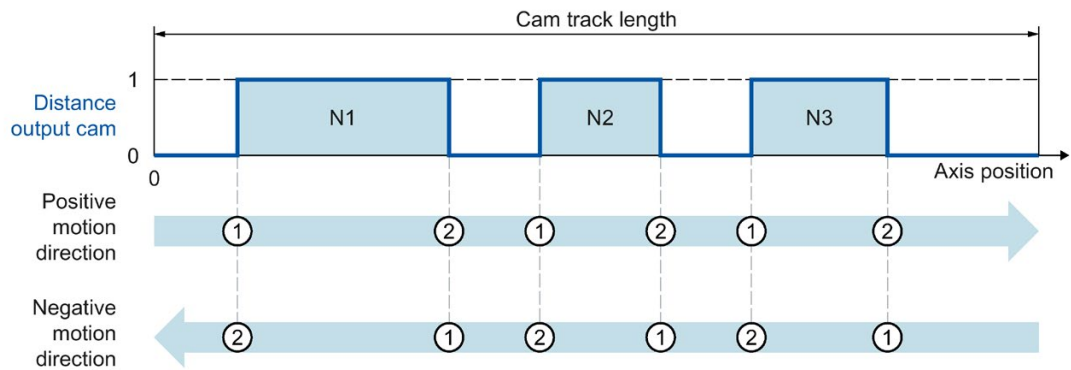 Cam track length
1
Distance
output cam
N1
N2
N3
0
0
Axis position
Positive
motion
direction
1 2 1 2 1 2
Negative
motion
direction
2 1 2 1 2 1